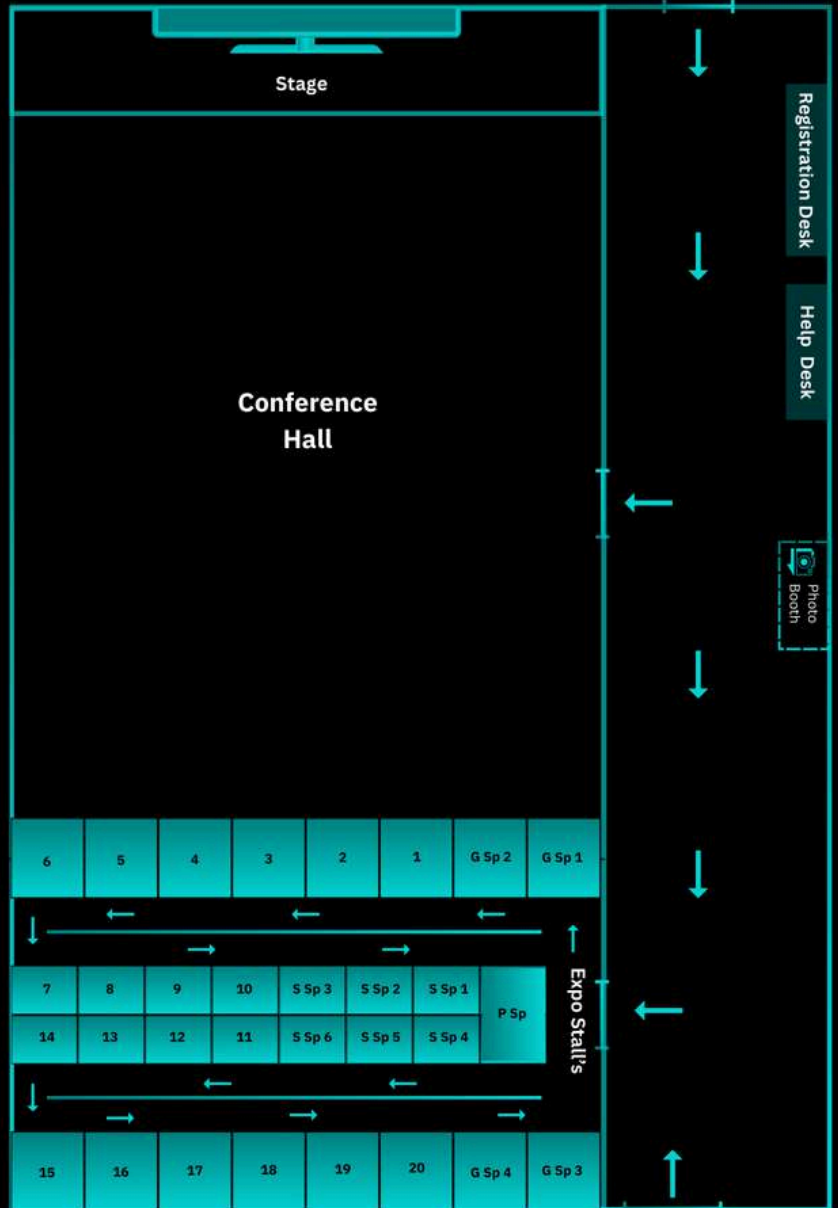 Stage
Registration Desk
Help Desk
Conference
Hall
Photo
Booth
6 5 4 3 2 1 G Sp 2 G Sp 1
Expo Stall's
7 8 9 10 S Sp 3 S Sp 2 S Sp 1
P Sp
14 13 12 11 S Sp 6 S Sp 5 S Sp 4
15 16 17 18 19 20 G Sp 4 G Sp 3